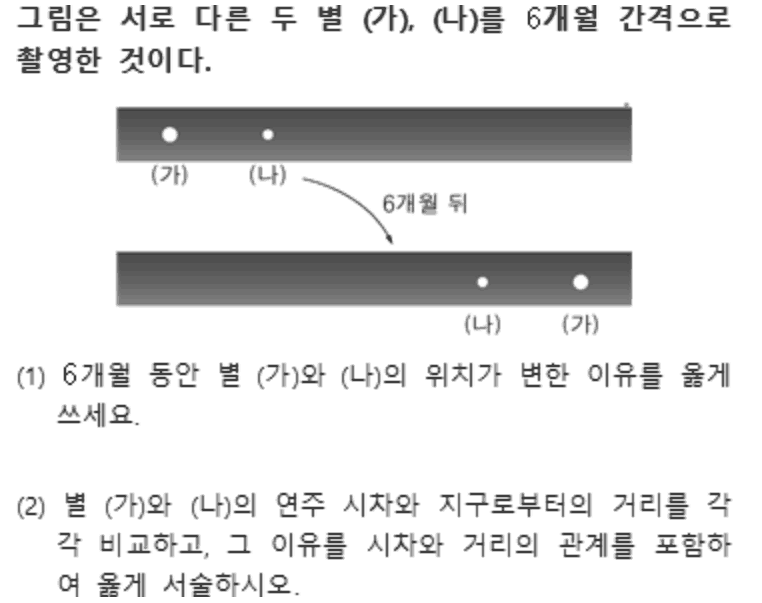 그림은 서로 다른 두 별 (가), (나)를 6개월 간격으로
촬영한 것이다.
(가) (나)
6개월 뒤
(나) (가)
(1) 6개월 동안 별 (가)와 (나)의 위치가 변한 이유를 옳게
쓰세요.
(2) 별 (가)와 (나)의 연주 시차와 지구로부터의 거리를 각
각 비교하고, 그 이유를 시차와 거리의 관계를 포함하
여 옳게 서술하시오.